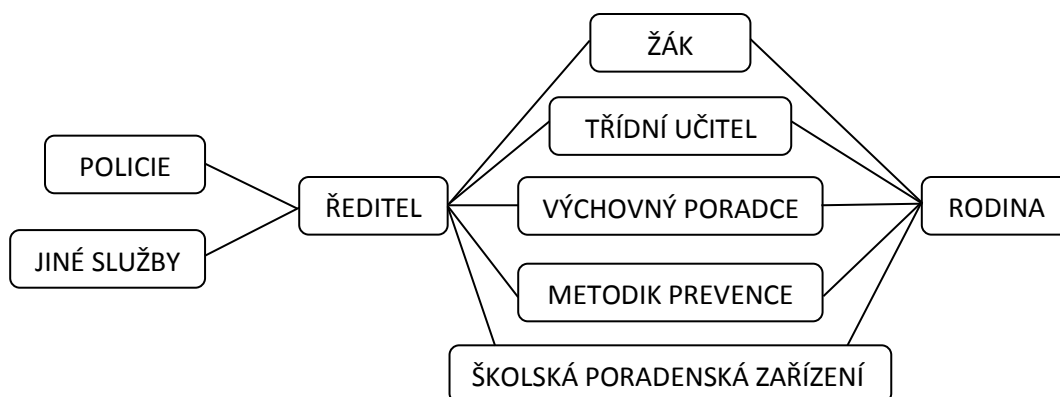 ŽÁK
TŘÍDNÍ UČITEL
POLICIE
ŘEDITEL
VÝCHOVNÝ PORADCE
RODINA
JINÉ SLUŽBY
METODIK PREVENCE
ŠKOLSKÁ PORADENSKÁ ZAŘÍZENÍ